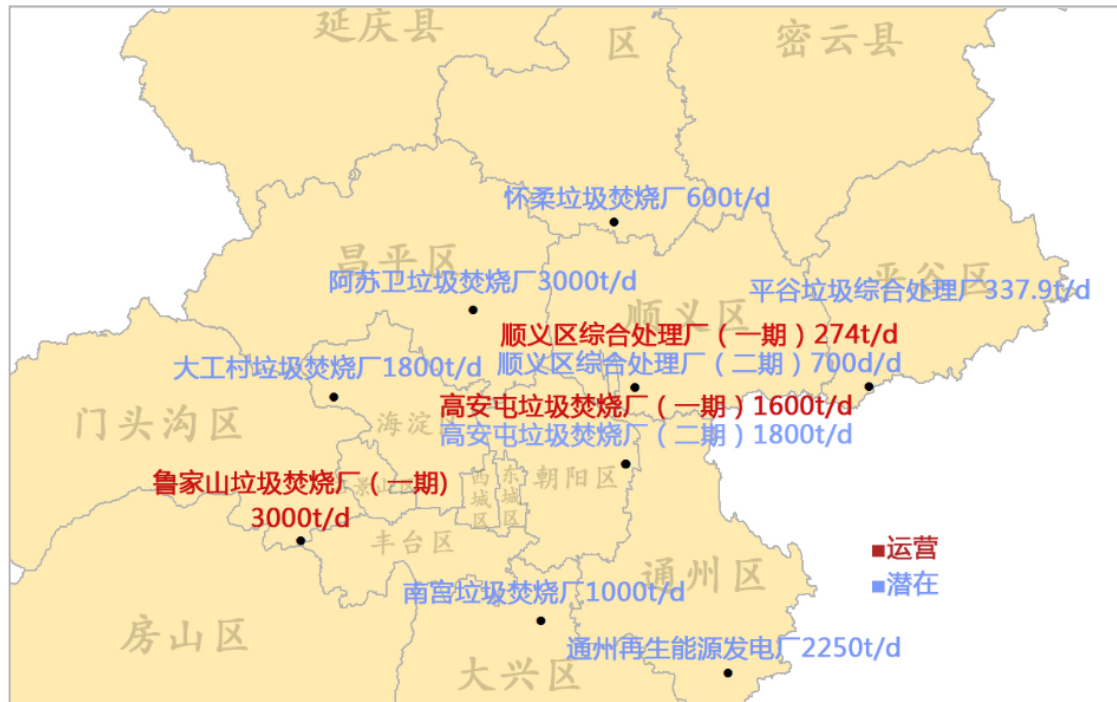 延庆县
区
密云县
怀柔垃圾焚烧厂600t/d
昌平区
阿苏卫垃圾焚烧厂3000t/d
平谷区
平谷垃圾综合处理厂337.9t/d
顺义区
顺义区综合处理厂（一期）274t/d
顺义区综合处理厂（二期）700d/d
大工村垃圾焚烧厂1800t/d
高安屯垃圾焚烧厂（一期）1600t/d
高安屯垃圾焚烧厂（二期）1800t/d
门头沟区
海淀
朝阳区
西城区
东城区
鲁家山垃圾焚烧厂（一期)
3000t/d
景山区
丰台区
■运营
■潜在
通州区
南宫垃圾焚烧厂1000t/d
房山区
大兴区
通州再生能源发电厂2250t/d